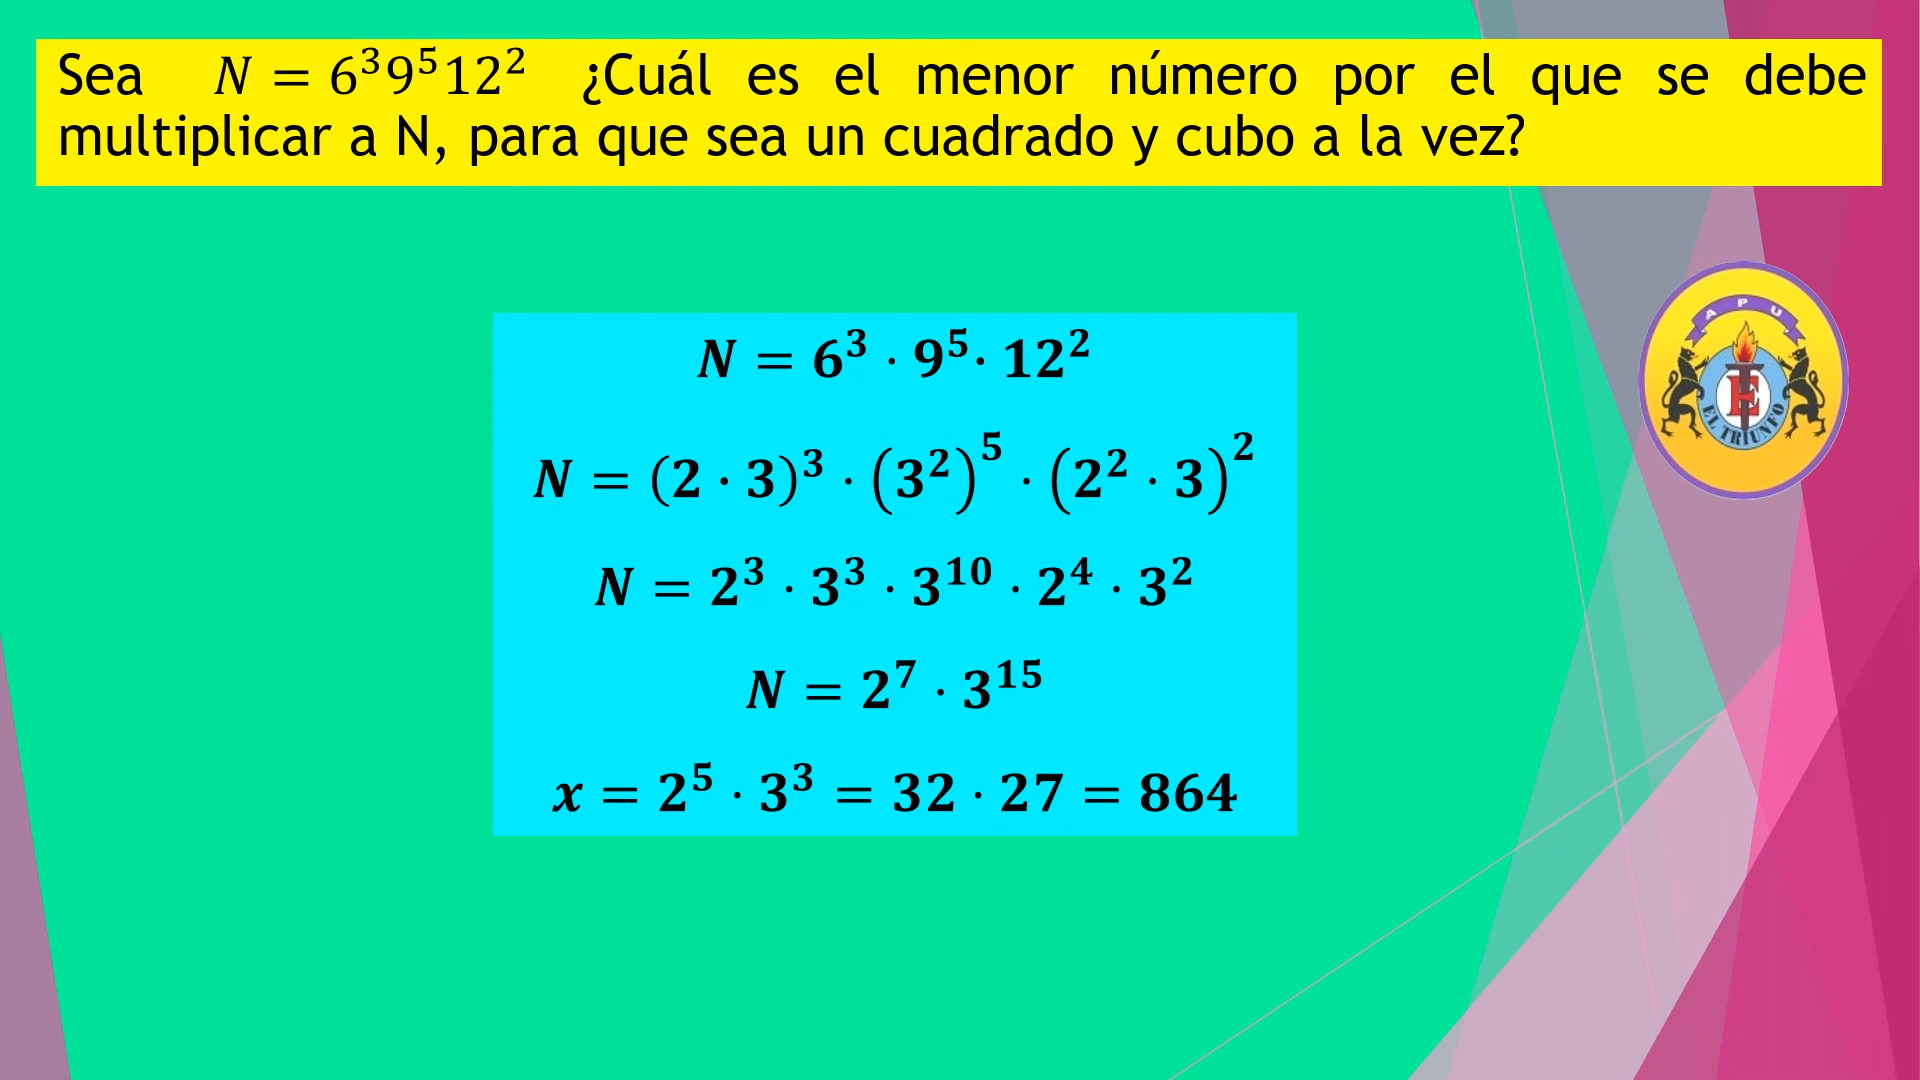 Sea N = 6³9⁵12² ¿Cuál es el menor número por el que se debe
multiplicar a N, para que sea un cuadrado y cubo a la vez?
A P U
E
EL TRIUNFO
N = 6³ · 9⁵· 12²
N = (2 · 3)³ · (3²)⁵ · (2² · 3)²
N = 2³ · 3³ · 3¹⁰ · 2⁴ · 3²
N = 2⁷ · 3¹⁵
x = 2⁵ · 3³ = 32 · 27 = 864